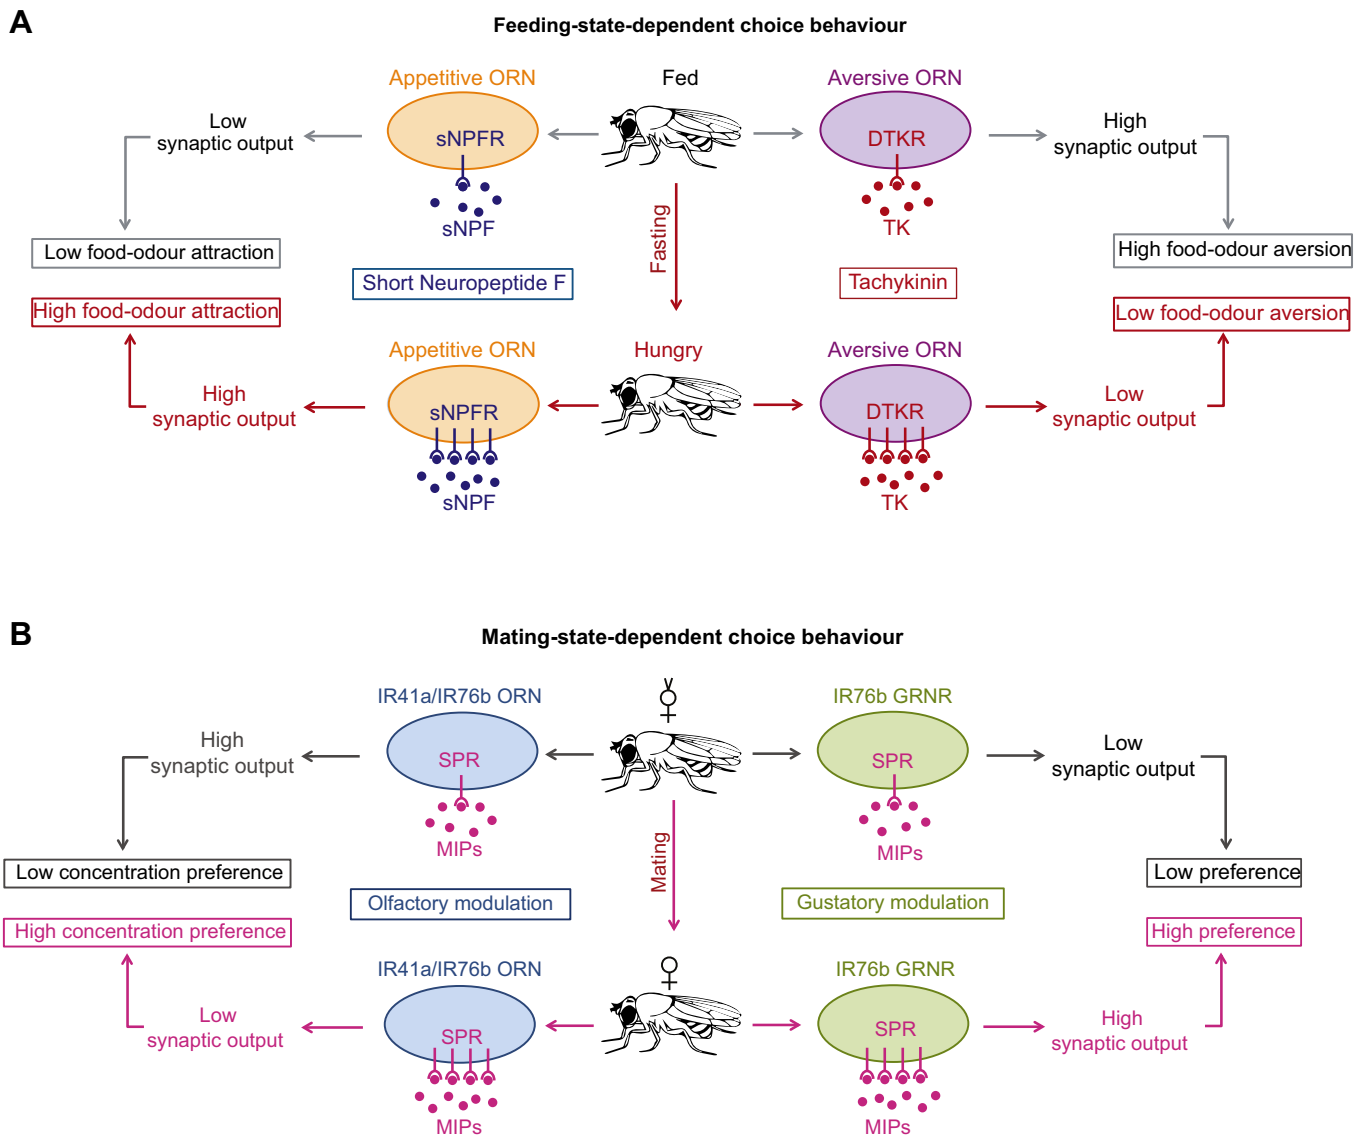 A
Feeding-state-dependent choice behaviour
Appetitive ORN
Fed
Aversive ORN
Low
synaptic output
sNPFR
DTKR
High
synaptic output
sNPF
TK
Low food-odour attraction
High food-odour aversion
Short Neuropeptide F
Fasting
Tachykinin
High food-odour attraction
Low food-odour aversion
Appetitive ORN
Hungry
Aversive ORN
High
synaptic output
sNPFR
DTKR
Low
synaptic output
sNPF
TK
B
Mating-state-dependent choice behaviour
IR41a/IR76b ORN
IR76b GRNR
High
synaptic output
SPR
SPR
Low
synaptic output
MIPs
MIPs
Low concentration preference
Low preference
Olfactory modulation
Mating
Gustatory modulation
High concentration preference
High preference
IR41a/IR76b ORN
IR76b GRNR
Low
synaptic output
SPR
SPR
High
synaptic output
MIPs
MIPs